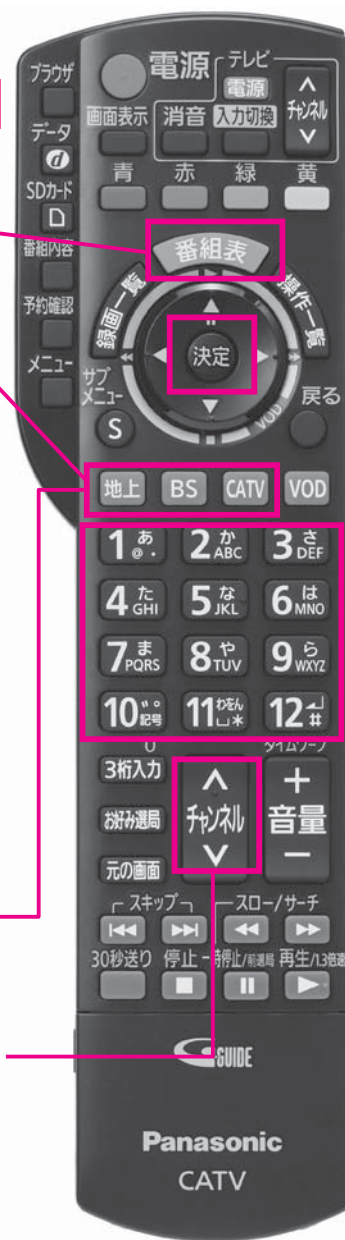 ブラウザ
電源
テレビ
電源
チャンネル
画面表示
消音
入力切換
データ
d
青
赤
緑
黄
SDカード
番組内容
番組表
予約確認
録画一覧
操作一覧
決定
メニュー
サブメニュー
S
VOD
戻る
地上
BS
CATV
VOD
1 あ @.
2 か ABC
3 さ DEF
4 た GHI
5 な JKL
6 は MNO
7 ま PQRS
8 や TUV
9 ら WXYZ
10 ゛゜ 記号
11 わをん ␣*
12 ↲ #
0
タイムワープ
3桁入力
チャンネル
+
音量
−
お好み選局
元の画面
スキップ
スロー/サーチ
30秒送り
停止
一時停止/前選局
再生/1.3倍速
G GUIDE
Panasonic
CATV